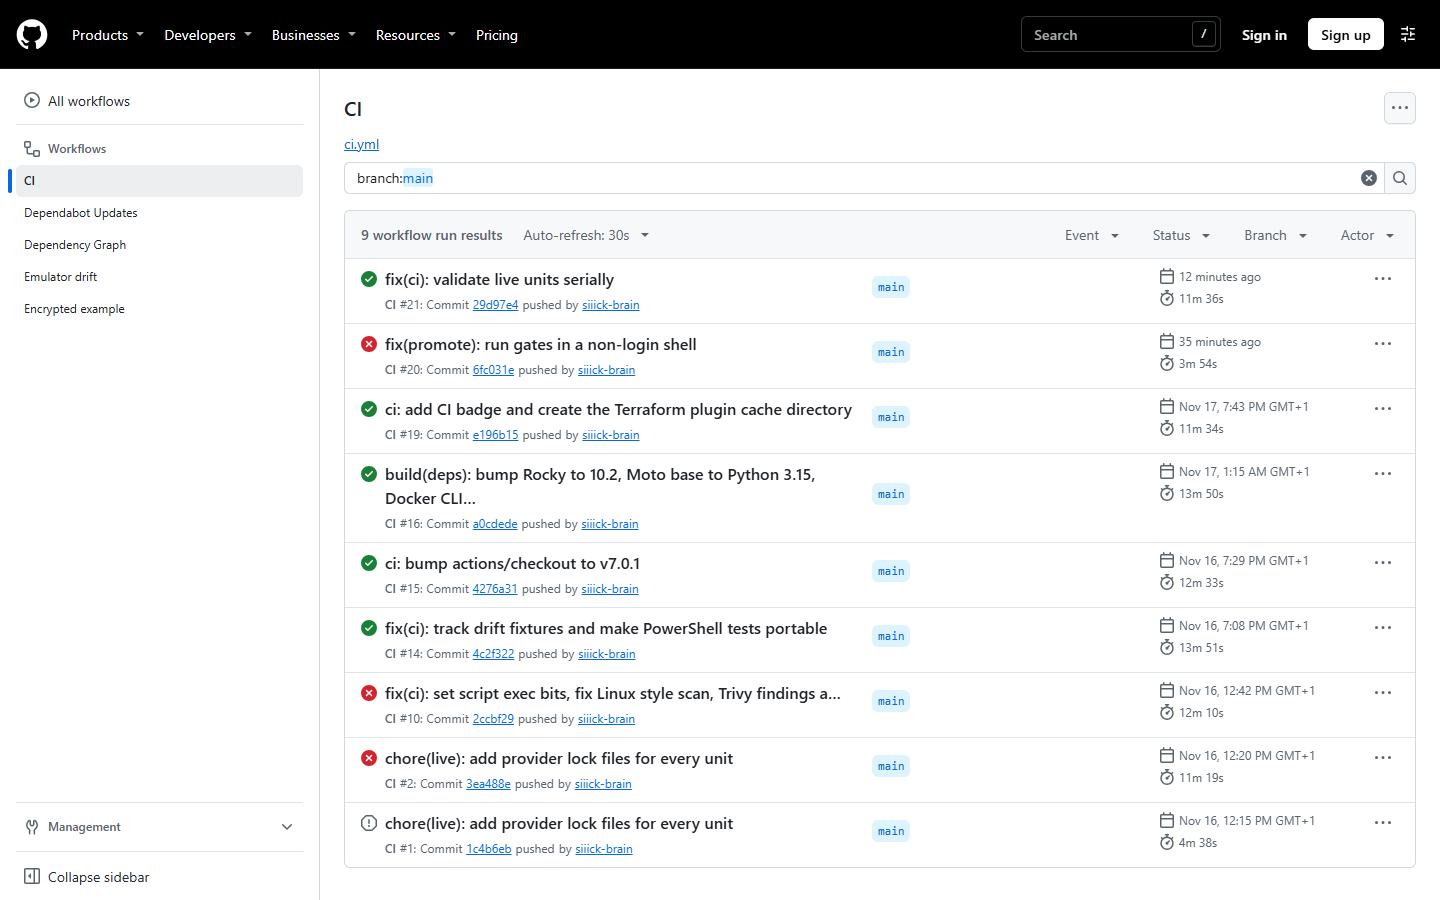 Products Developers Businesses Resources Pricing Search / Sign in Sign up
All workflows
Workflows
CI
Dependabot Updates
Dependency Graph
Emulator drift
Encrypted example
Management
Collapse sidebar
CI
ci.yml
branch:main
9 workflow run results Auto-refresh: 30s Event Status Branch Actor
fix(ci): validate live units serially
CI #21: Commit 29d97e4 pushed by siiick-brain
main
12 minutes ago
11m 36s
fix(promote): run gates in a non-login shell
CI #20: Commit 6fc031e pushed by siiick-brain
main
35 minutes ago
3m 54s
ci: add CI badge and create the Terraform plugin cache directory
CI #19: Commit e196b15 pushed by siiick-brain
main
Nov 17, 7:43 PM GMT+1
11m 34s
build(deps): bump Rocky to 10.2, Moto base to Python 3.15,
Docker CLI...
CI #16: Commit a0cdede pushed by siiick-brain
main
Nov 17, 1:15 AM GMT+1
13m 50s
ci: bump actions/checkout to v7.0.1
CI #15: Commit 4276a31 pushed by siiick-brain
main
Nov 16, 7:29 PM GMT+1
12m 33s
fix(ci): track drift fixtures and make PowerShell tests portable
CI #14: Commit 4c2f322 pushed by siiick-brain
main
Nov 16, 7:08 PM GMT+1
13m 51s
fix(ci): set script exec bits, fix Linux style scan, Trivy findings a...
CI #10: Commit 2ccbf29 pushed by siiick-brain
main
Nov 16, 12:42 PM GMT+1
12m 10s
chore(live): add provider lock files for every unit
CI #2: Commit 3ea488e pushed by siiick-brain
main
Nov 16, 12:20 PM GMT+1
11m 19s
chore(live): add provider lock files for every unit
CI #1: Commit 1c4b6eb pushed by siiick-brain
main
Nov 16, 12:15 PM GMT+1
4m 38s